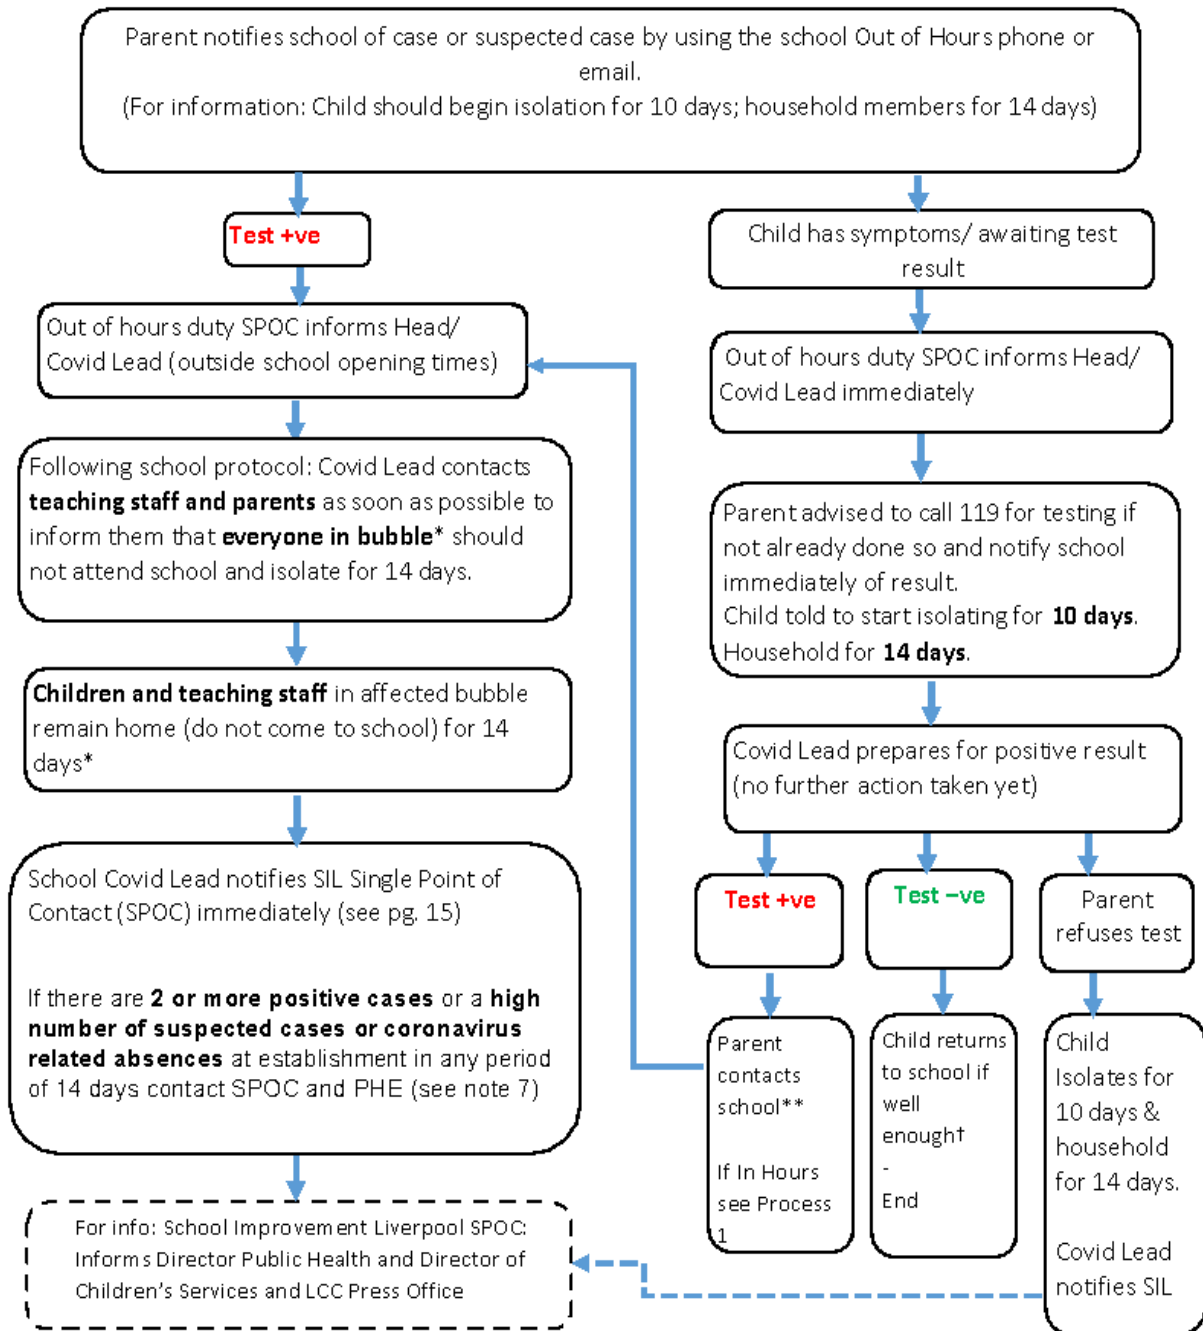 Parent notifies school of case or suspected case by using the school Out of Hours phone or
email.
(For information: Child should begin isolation for 10 days; household members for 14 days)
Test +ve
Out of hours duty SPOC informs Head/
Covid Lead (outside school opening times)
Following school protocol: Covid Lead contacts
teaching staff and parents as soon as possible to
inform them that everyone in bubble* should
not attend school and isolate for 14 days.
Children and teaching staff in affected bubble
remain home (do not come to school) for 14
days*
School Covid Lead notifies SIL Single Point of
Contact (SPOC) immediately (see pg. 15)
If there are 2 or more positive cases or a high
number of suspected cases or coronavirus
related absences at establishment in any period
of 14 days contact SPOC and PHE (see note 7)
For info: School Improvement Liverpool SPOC:
Informs Director Public Health and Director of
Children's Services and LCC Press Office
Child has symptoms/ awaiting test
result
Out of hours duty SPOC informs Head/
Covid Lead immediately
Parent advised to call 119 for testing if
not already done so and notify school
immediately of result.
Child told to start isolating for 10 days.
Household for 14 days.
Covid Lead prepares for positive result
(no further action taken yet)
Test +ve
Parent
contacts
school**
If In Hours
see Process
1
Test –ve
Child returns
to school if
well
enough†
-
End
Parent
refuses test
Child
Isolates for
10 days &
household
for 14 days.
Covid Lead
notifies SIL